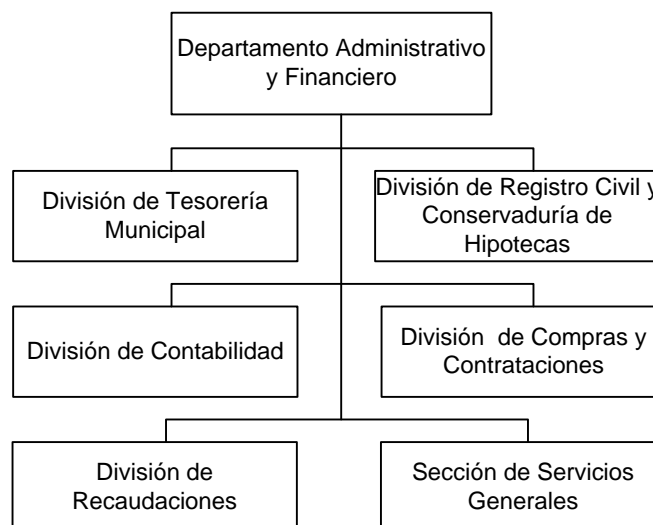 Departamento Administrativo
y Financiero
División de Tesorería
Municipal
División de Registro Civil y
Conservaduría de
Hipotecas
División de Contabilidad
División de Compras y
Contrataciones
División de
Recaudaciones
Sección de Servicios
Generales